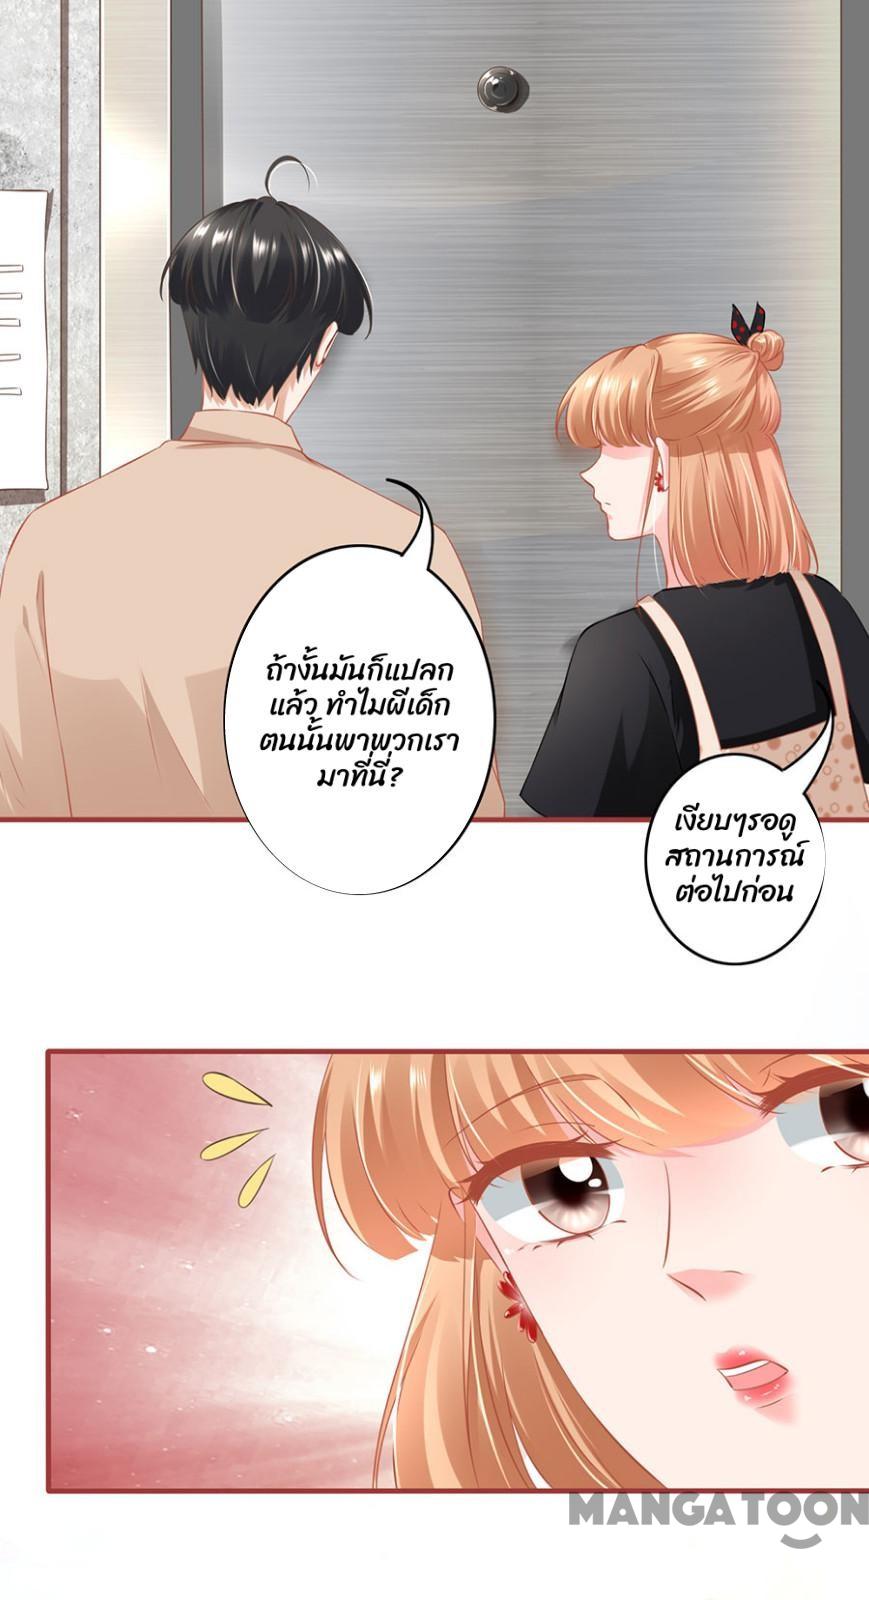 ถ้างั้นมันก็แปลก
แล้ว ทำไมผีเด็ก
ตนนั้นพาพวกเรา
มาที่นี่?
เงียบๆรอดู
สถานการณ์
ต่อไปก่อน
MANGATOON